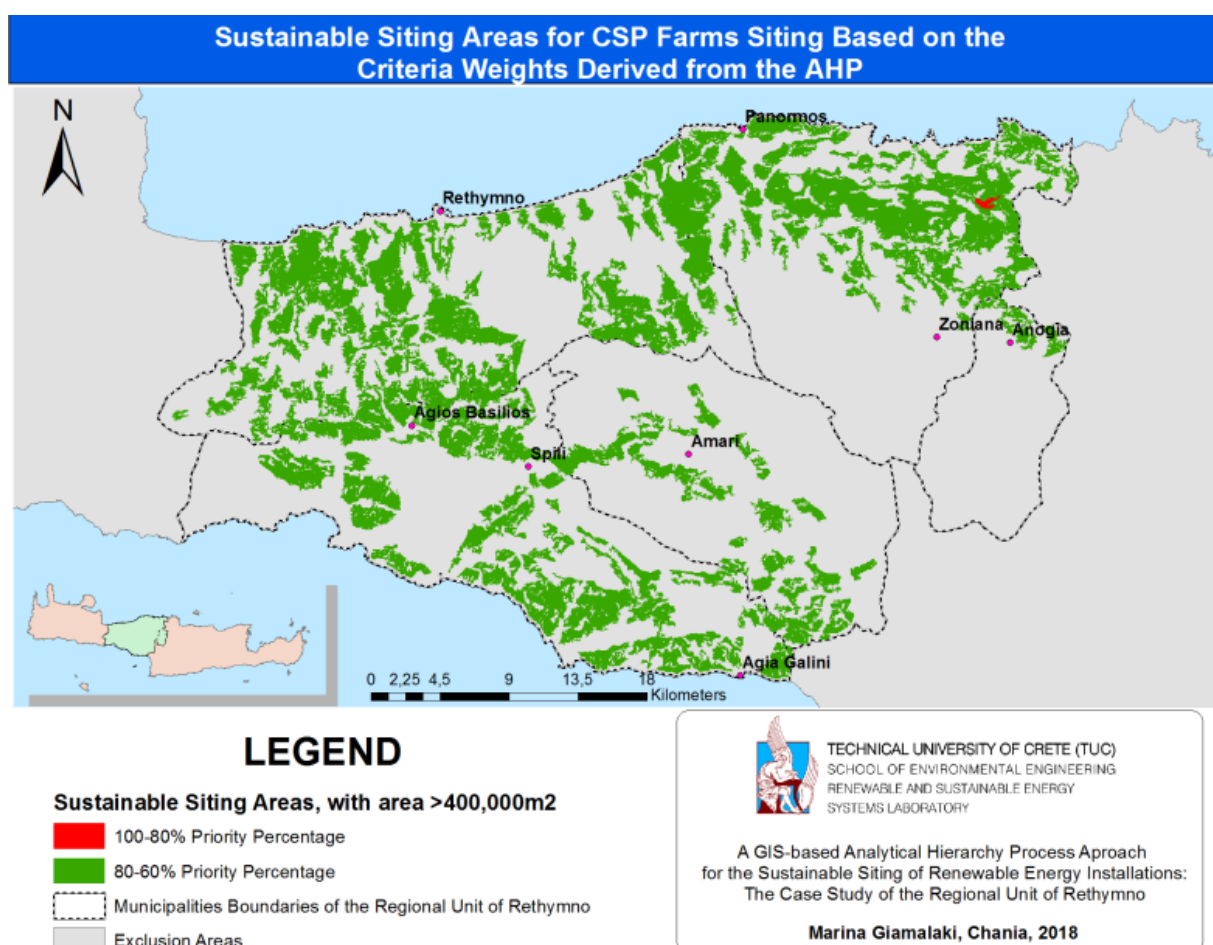 Sustainable Siting Areas for CSP Farms Siting Based on the
Criteria Weights Derived from the AHP
N
Panormos
Rethymno
Zoniana
Anogia
Agios Basilios
Amari
Spili
Agia Galini
0 2,25 4,5 9 13,5 18
Kilometers
LEGEND
Sustainable Siting Areas, with area >400,000m2
100-80% Priority Percentage
80-60% Priority Percentage
Municipalities Boundaries of the Regional Unit of Rethymno
Exclusion Areas
TECHNICAL UNIVERSITY OF CRETE (TUC)
SCHOOL OF ENVIRONMENTAL ENGINEERING
RENEWABLE AND SUSTAINABLE ENERGY
SYSTEMS LABORATORY
A GIS-based Analytical Hierarchy Process Aproach
for the Sustainable Siting of Renewable Energy Installations:
The Case Study of the Regional Unit of Rethymno
Marina Giamalaki, Chania, 2018